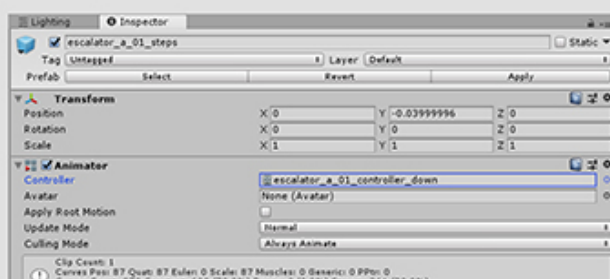 Lighting Inspector
escalator_a_01_steps Static
Tag Untagged Layer Default
Prefab Select Revert Apply
Transform
Position X 0 Y -0.03999996 Z 0
Rotation X 0 Y 0 Z 0
Scale X 1 Y 1 Z 1
Animator
Controller escalator_a_01_controller_down
Avatar None (Avatar)
Apply Root Motion
Update Mode Normal
Culling Mode Always Animate
Clip Count: 1
Curves Pos: 87 Quat: 87 Euler: 0 Scale: 87 Muscles: 0 Generic: 0 PPtr: 0